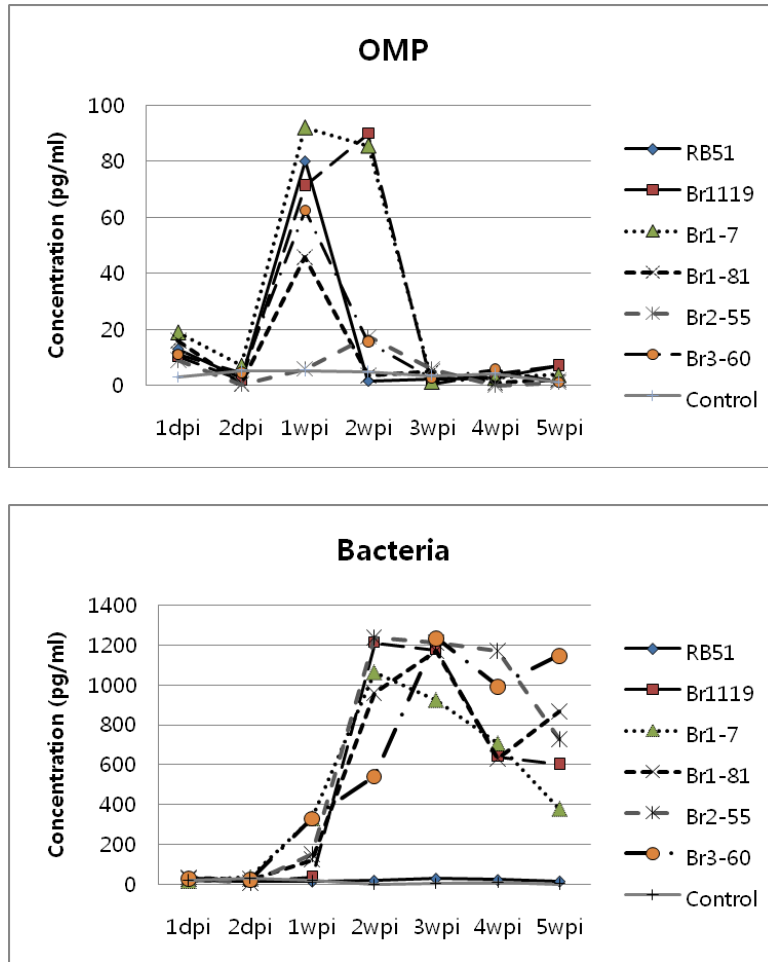 OMP
Concentration (pg/ml)
100
80
60
40
20
0
1dpi 2dpi 1wpi 2wpi 3wpi 4wpi 5wpi
RB51
Br1119
Br1-7
Br1-81
Br2-55
Br3-60
Control
Bacteria
Concentration (pg/ml)
1400
1200
1000
800
600
400
200
0
1dpi 2dpi 1wpi 2wpi 3wpi 4wpi 5wpi
RB51
Br1119
Br1-7
Br1-81
Br2-55
Br3-60
Control